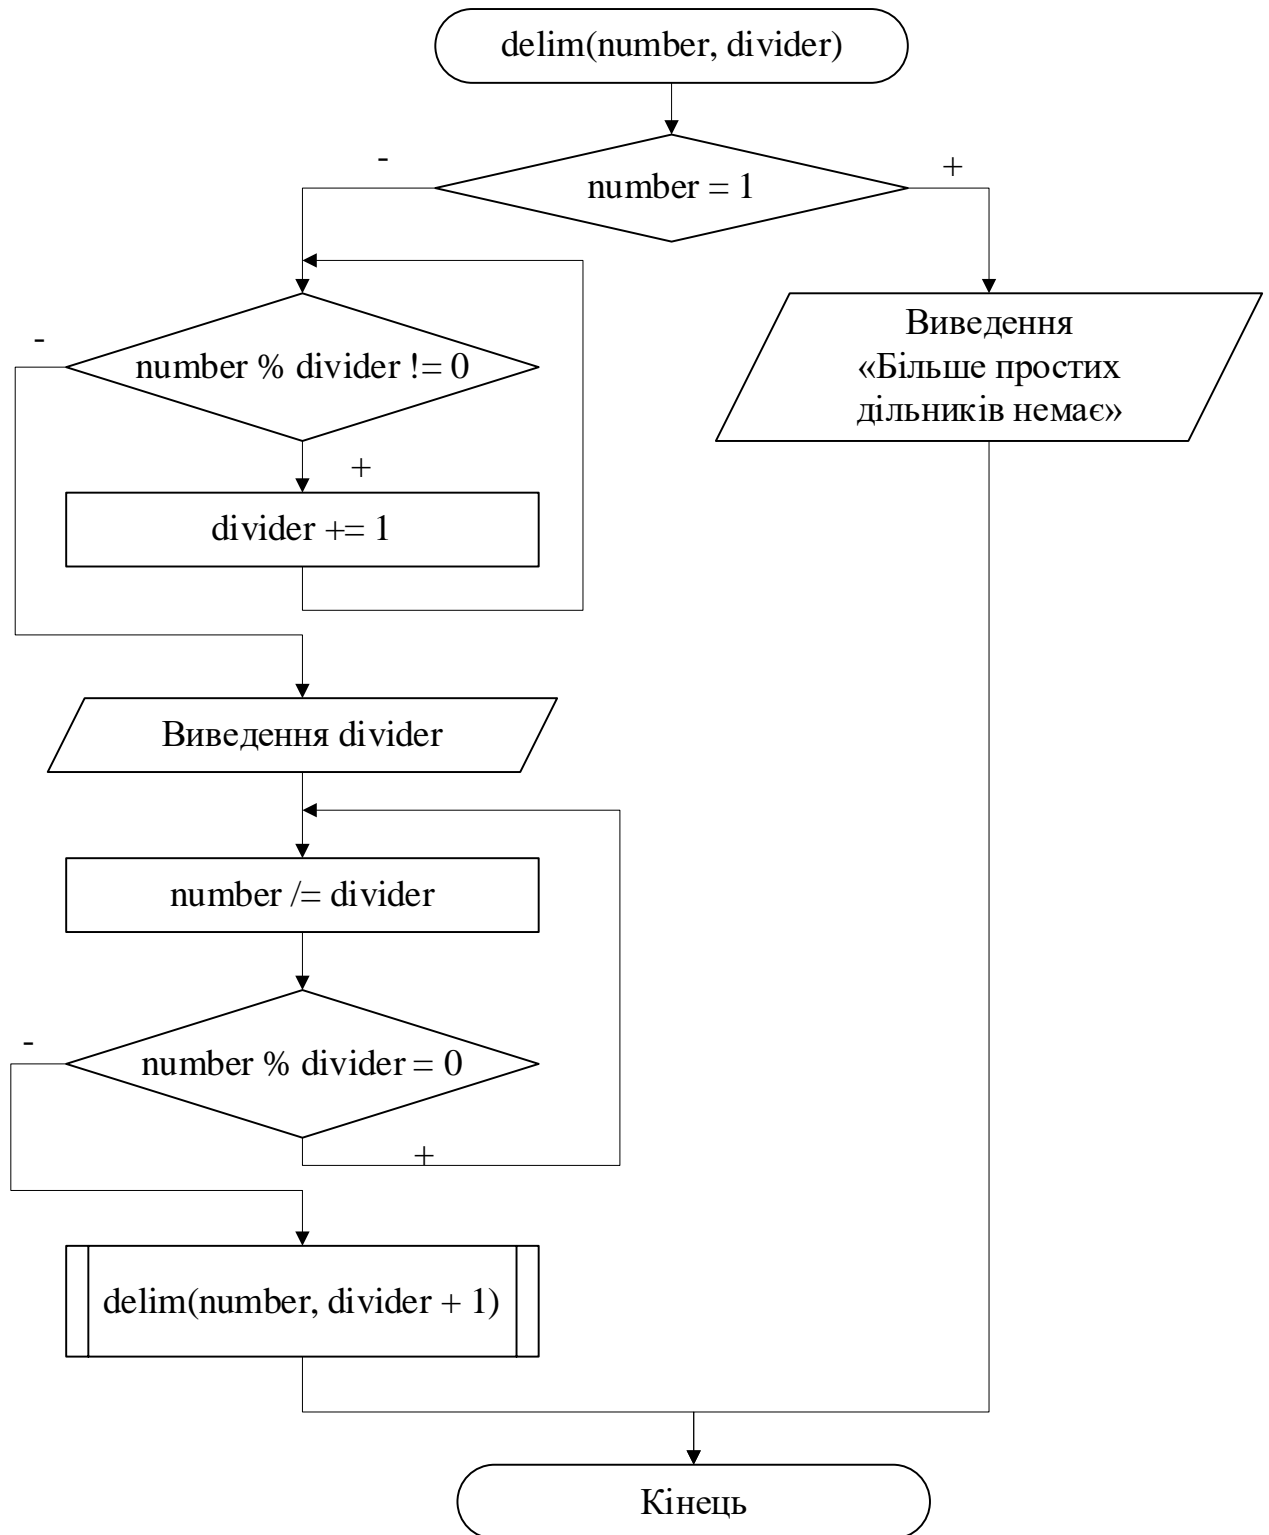 delim(number, divider)
-
+
number = 1
Виведення
«Більше простих
дільників немає»
-
number % divider != 0
+
divider += 1
Виведення divider
number /= divider
-
number % divider = 0
+
delim(number, divider + 1)
Кінець